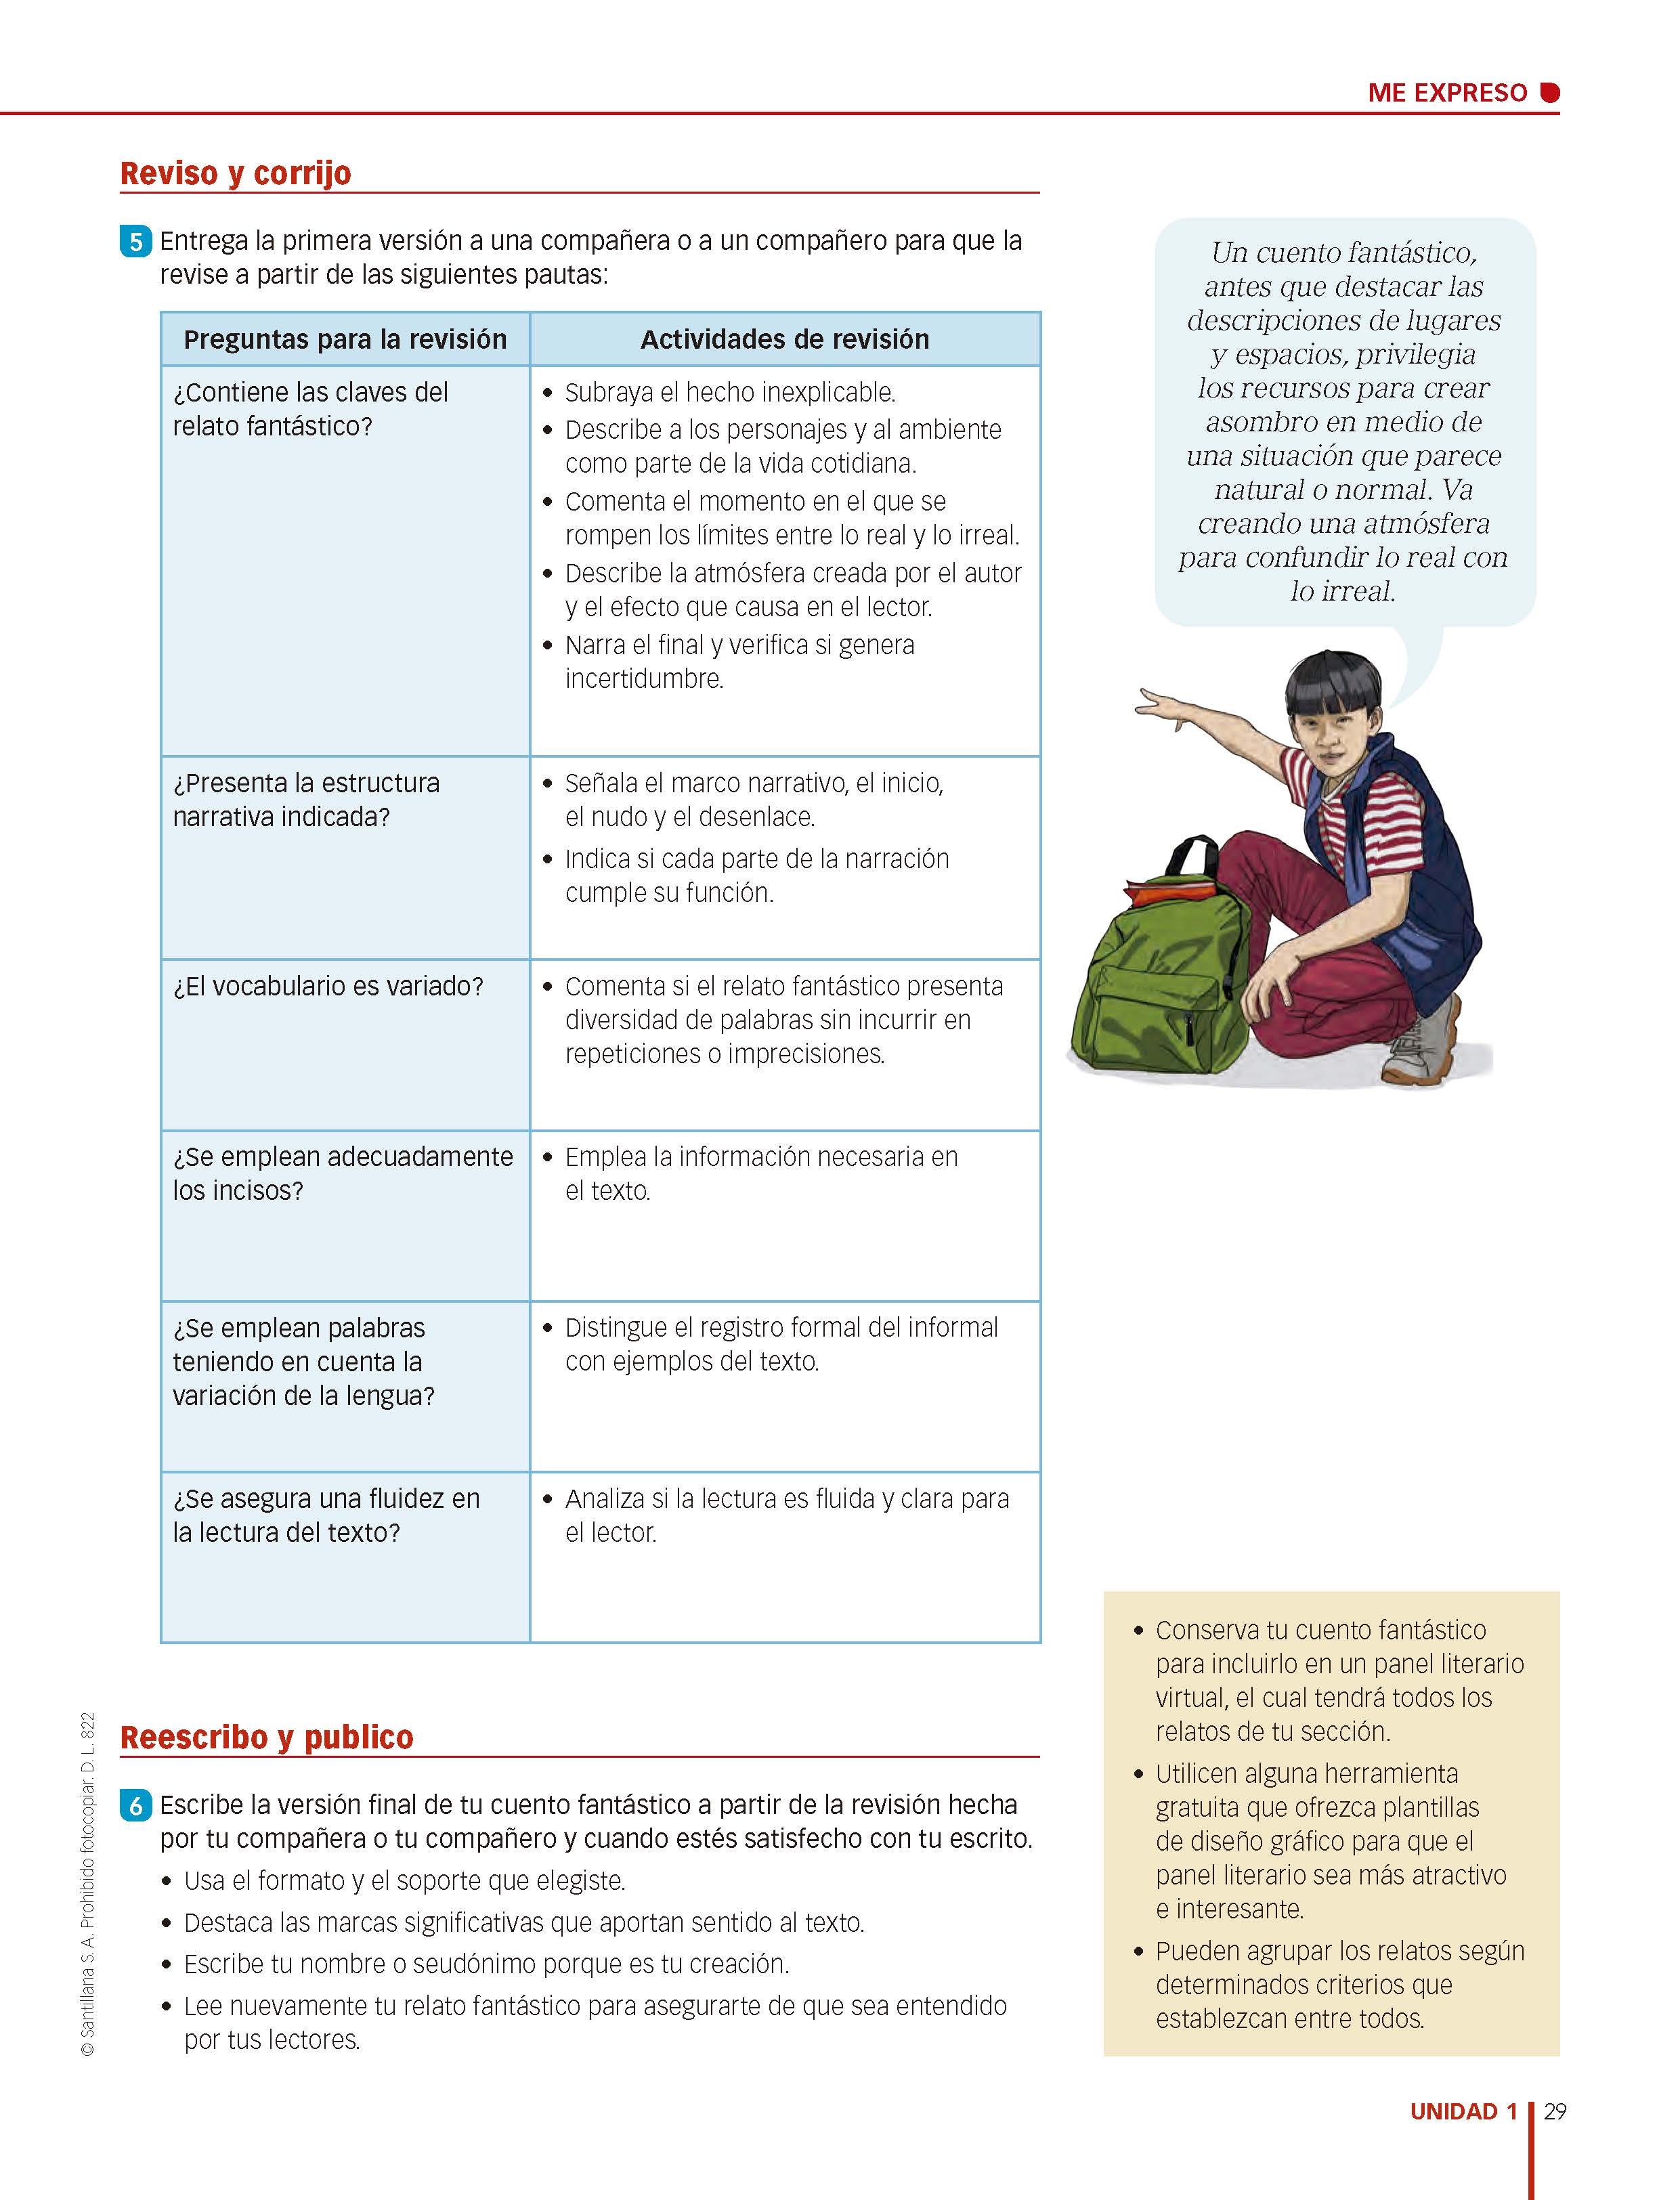 ME EXPRESO
Reviso y corrijo
5 Entrega la primera versión a una compañera o a un compañero para que la
revise a partir de las siguientes pautas:
Preguntas para la revisión
Actividades de revisión
¿Contiene las claves del
relato fantástico?
• Subraya el hecho inexplicable.
• Describe a los personajes y al ambiente
como parte de la vida cotidiana.
• Comenta el momento en el que se
rompen los límites entre lo real y lo irreal.
• Describe la atmósfera creada por el autor
y el efecto que causa en el lector.
• Narra el final y verifica si genera
incertidumbre.
¿Presenta la estructura
narrativa indicada?
• Señala el marco narrativo, el inicio,
el nudo y el desenlace.
• Indica si cada parte de la narración
cumple su función.
¿El vocabulario es variado?
• Comenta si el relato fantástico presenta
diversidad de palabras sin incurrir en
repeticiones o imprecisiones.
¿Se emplean adecuadamente
los incisos?
• Emplea la información necesaria en
el texto.
¿Se emplean palabras
teniendo en cuenta la
variación de la lengua?
• Distingue el registro formal del informal
con ejemplos del texto.
¿Se asegura una fluidez en
la lectura del texto?
• Analiza si la lectura es fluida y clara para
el lector.
Un cuento fantástico,
antes que destacar las
descripciones de lugares
y espacios, privilegia
los recursos para crear
asombro en medio de
una situación que parece
natural o normal. Va
creando una atmósfera
para confundir lo real con
lo irreal.
Reescribo y publico
6 Escribe la versión final de tu cuento fantástico a partir de la revisión hecha
por tu compañera o tu compañero y cuando estés satisfecho con tu escrito.
• Usa el formato y el soporte que elegiste.
• Destaca las marcas significativas que aportan sentido al texto.
• Escribe tu nombre o seudónimo porque es tu creación.
• Lee nuevamente tu relato fantástico para asegurarte de que sea entendido
por tus lectores.
• Conserva tu cuento fantástico
para incluirlo en un panel literario
virtual, el cual tendrá todos los
relatos de tu sección.
• Utilicen alguna herramienta
gratuita que ofrezca plantillas
de diseño gráfico para que el
panel literario sea más atractivo
e interesante.
• Pueden agrupar los relatos según
determinados criterios que
establezcan entre todos.
© Santillana S. A. Prohibido fotocopiar. D. L. 822
UNIDAD 1 29